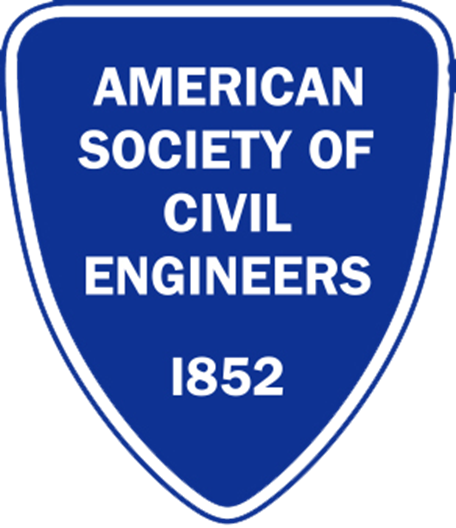 AMERICAN
SOCIETY OF
CIVIL
ENGINEERS
1852